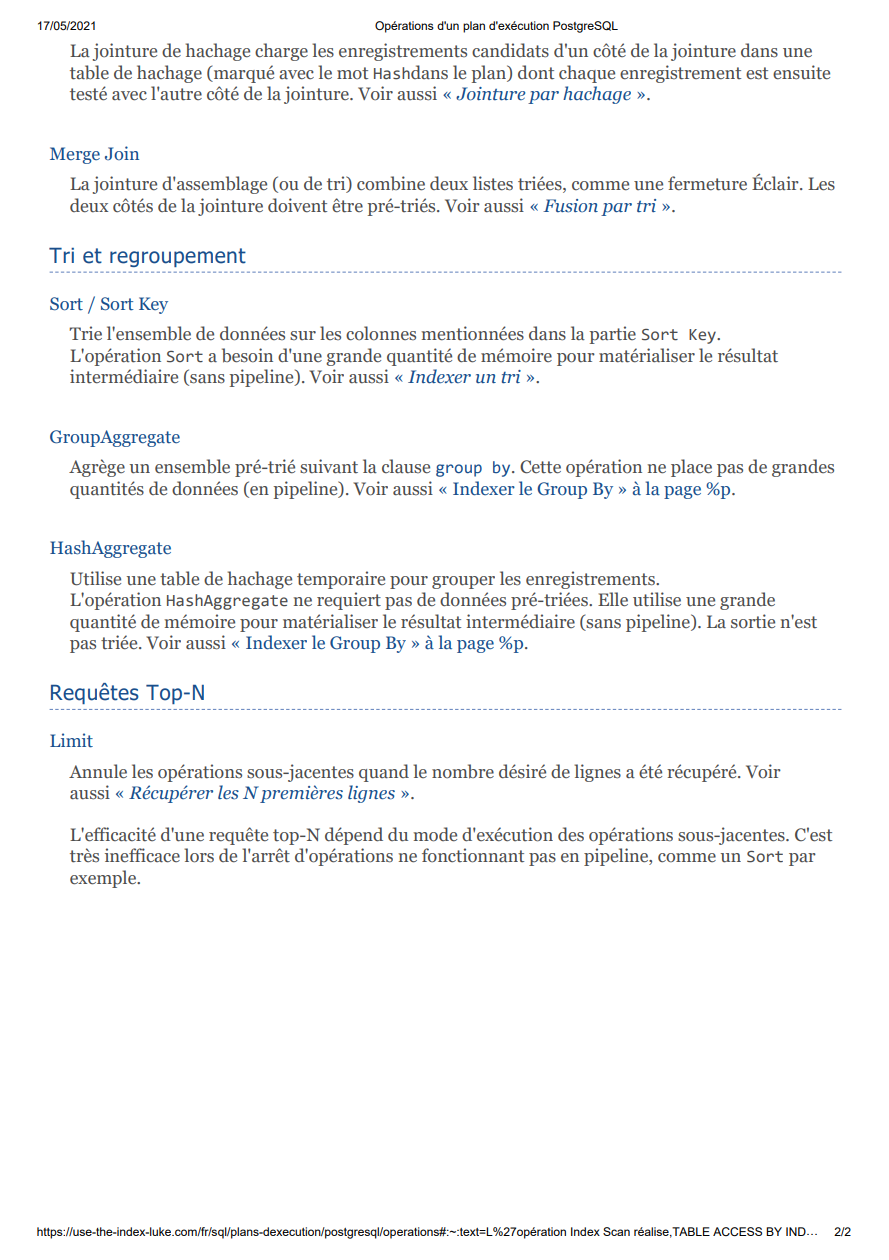 17/05/2021 Opérations d'un plan d'exécution PostgreSQL
La jointure de hachage charge les enregistrements candidats d'un côté de la jointure dans une
table de hachage (marqué avec le mot Hashdans le plan) dont chaque enregistrement est ensuite
testé avec l'autre côté de la jointure. Voir aussi « Jointure par hachage ».
Merge Join
La jointure d'assemblage (ou de tri) combine deux listes triées, comme une fermeture Éclair. Les
deux côtés de la jointure doivent être pré-triés. Voir aussi « Fusion par tri ».
Tri et regroupement
Sort / Sort Key
Trie l'ensemble de données sur les colonnes mentionnées dans la partie Sort Key.
L'opération Sort a besoin d'une grande quantité de mémoire pour matérialiser le résultat
intermédiaire (sans pipeline). Voir aussi « Indexer un tri ».
GroupAggregate
Agrège un ensemble pré-trié suivant la clause group by. Cette opération ne place pas de grandes
quantités de données (en pipeline). Voir aussi « Indexer le Group By » à la page %p.
HashAggregate
Utilise une table de hachage temporaire pour grouper les enregistrements.
L'opération HashAggregate ne requiert pas de données pré-triées. Elle utilise une grande
quantité de mémoire pour matérialiser le résultat intermédiaire (sans pipeline). La sortie n'est
pas triée. Voir aussi « Indexer le Group By » à la page %p.
Requêtes Top-N
Limit
Annule les opérations sous-jacentes quand le nombre désiré de lignes a été récupéré. Voir
aussi « Récupérer les N premières lignes ».
L'efficacité d'une requête top-N dépend du mode d'exécution des opérations sous-jacentes. C'est
très inefficace lors de l'arrêt d'opérations ne fonctionnant pas en pipeline, comme un Sort par
exemple.
https://use-the-index-luke.com/fr/sql/plans-dexecution/postgresql/operations#:~:text=L%27opération Index Scan réalise,TABLE ACCESS BY IND… 2/2